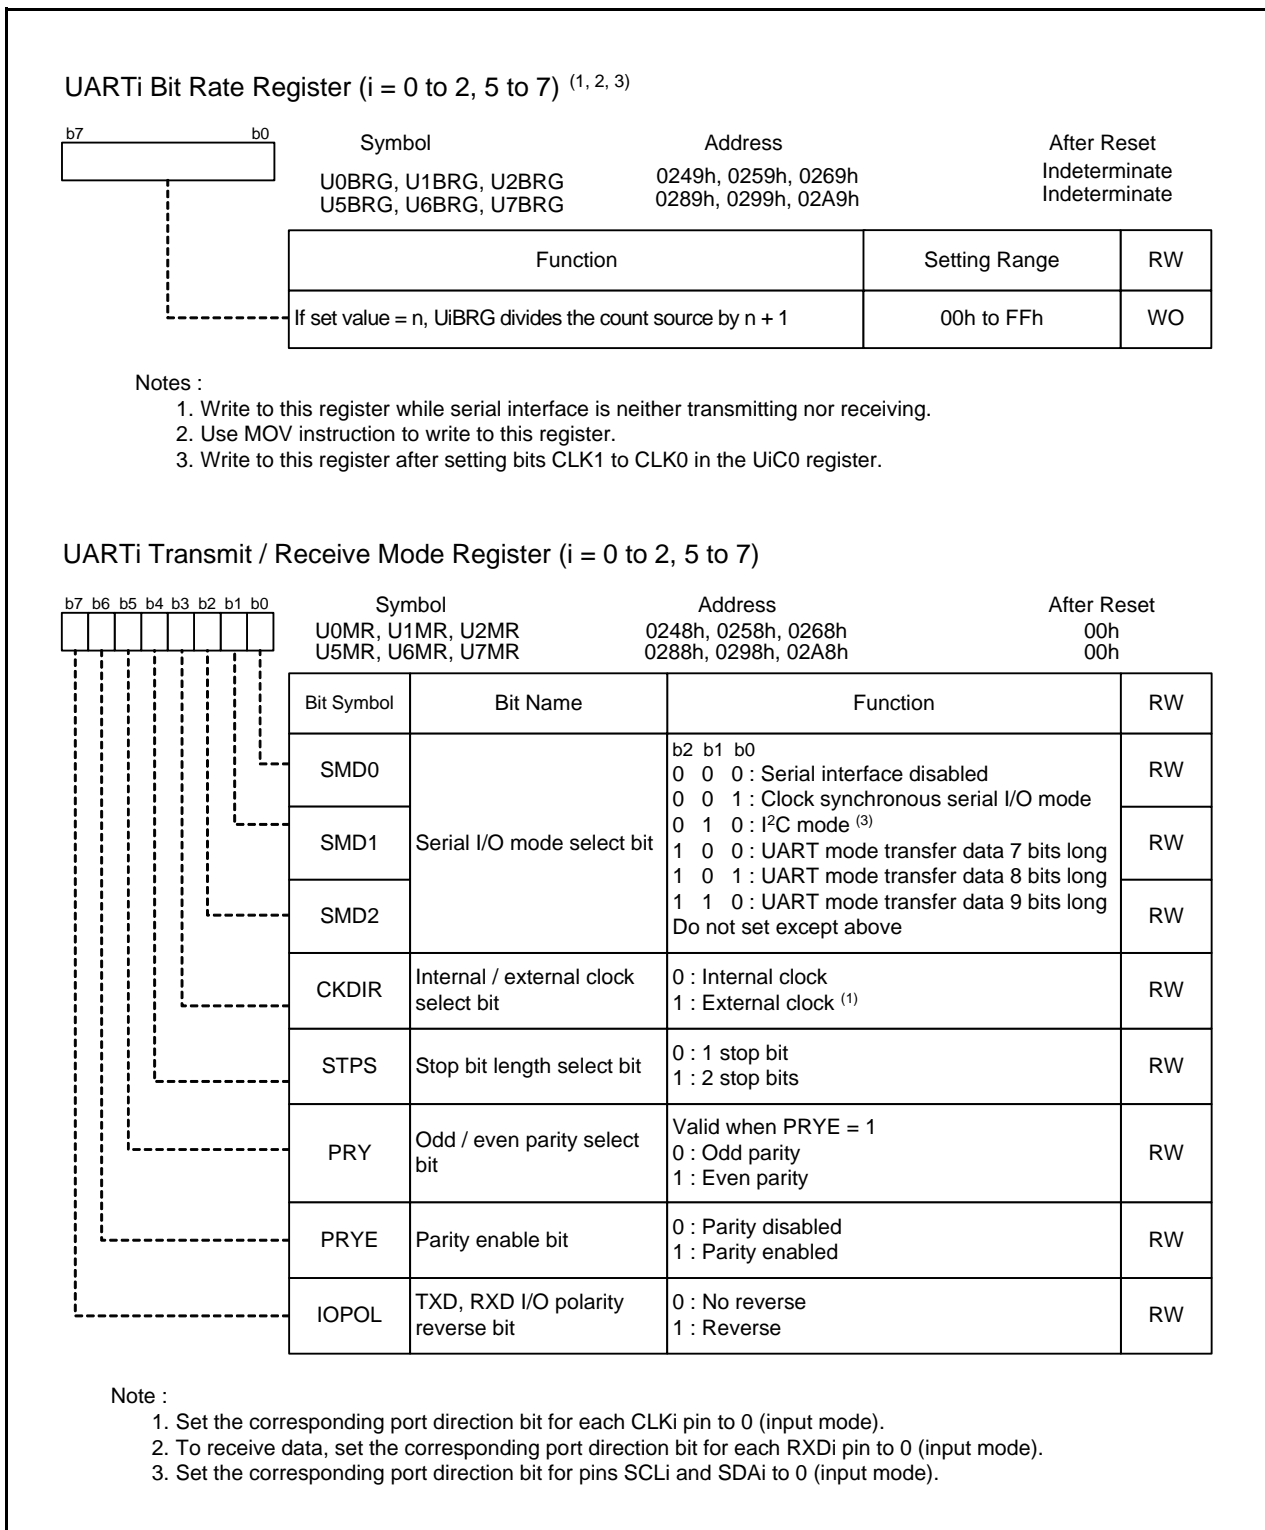 UARTi Bit Rate Register (i = 0 to 2, 5 to 7) (1, 2, 3)
b7 b0
Symbol Address After Reset
U0BRG, U1BRG, U2BRG 0249h, 0259h, 0269h Indeterminate
U5BRG, U6BRG, U7BRG 0289h, 0299h, 02A9h Indeterminate
Function Setting Range RW
If set value = n, UiBRG divides the count source by n + 1 00h to FFh WO
Notes :
1. Write to this register while serial interface is neither transmitting nor receiving.
2. Use MOV instruction to write to this register.
3. Write to this register after setting bits CLK1 to CLK0 in the UiC0 register.
UARTi Transmit / Receive Mode Register (i = 0 to 2, 5 to 7)
b7 b6 b5 b4 b3 b2 b1 b0
Symbol Address After Reset
U0MR, U1MR, U2MR 0248h, 0258h, 0268h 00h
U5MR, U6MR, U7MR 0288h, 0298h, 02A8h 00h
Bit Symbol Bit Name Function RW
SMD0 RW
SMD1 RW
SMD2 RW
Serial I/O mode select bit
b2 b1 b0
0 0 0 : Serial interface disabled
0 0 1 : Clock synchronous serial I/O mode
0 1 0 : I²C mode (3)
1 0 0 : UART mode transfer data 7 bits long
1 0 1 : UART mode transfer data 8 bits long
1 1 0 : UART mode transfer data 9 bits long
Do not set except above
CKDIR
Internal / external clock
select bit
0 : Internal clock
1 : External clock (1)
RW
STPS
Stop bit length select bit
0 : 1 stop bit
1 : 2 stop bits
RW
PRY
Odd / even parity select
bit
Valid when PRYE = 1
0 : Odd parity
1 : Even parity
RW
PRYE
Parity enable bit
0 : Parity disabled
1 : Parity enabled
RW
IOPOL
TXD, RXD I/O polarity
reverse bit
0 : No reverse
1 : Reverse
RW
Note :
1. Set the corresponding port direction bit for each CLKi pin to 0 (input mode).
2. To receive data, set the corresponding port direction bit for each RXDi pin to 0 (input mode).
3. Set the corresponding port direction bit for pins SCLi and SDAi to 0 (input mode).